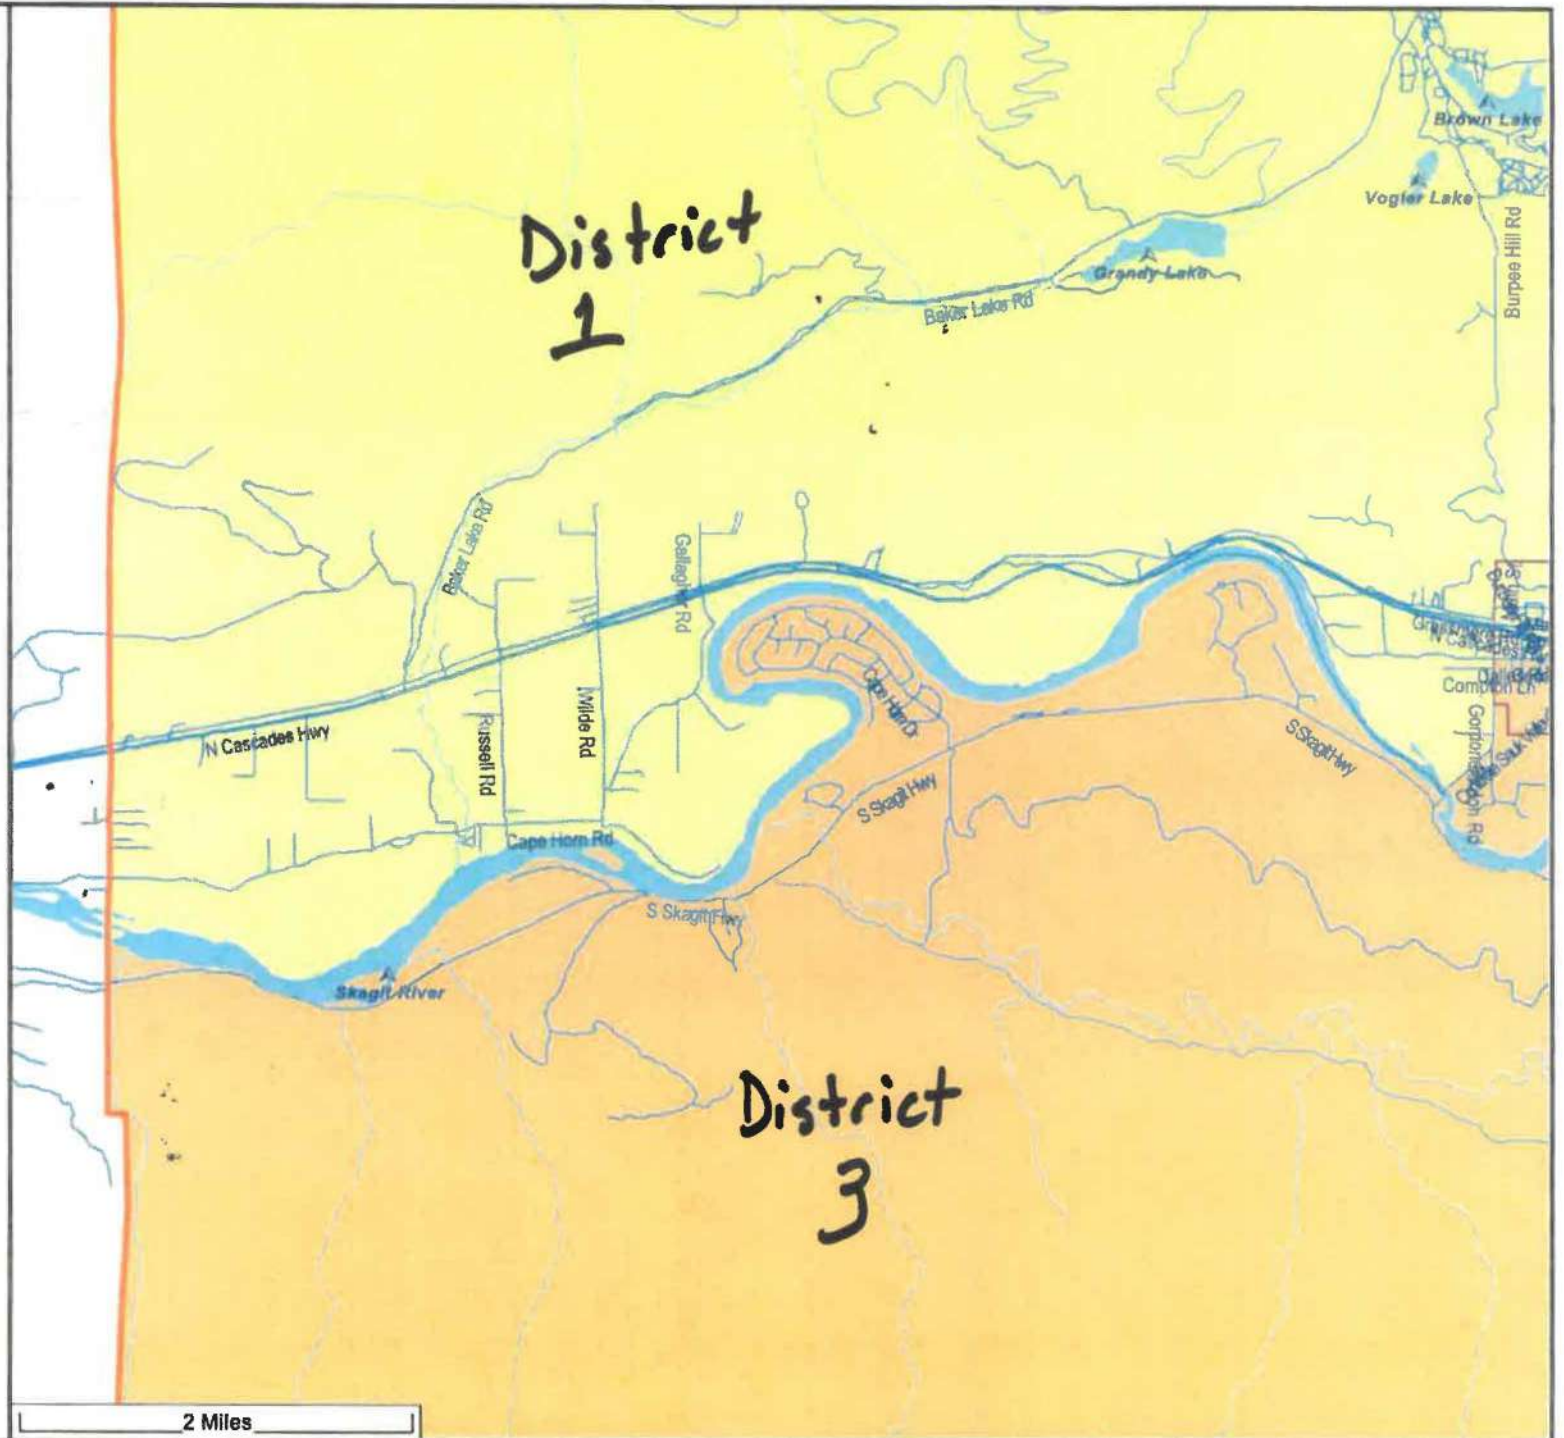 Brown Lake
Vogler Lake
Burpee Hill Rd
District
1
Grandy Lake
Baker Lake Rd
Baker Lake Rd
Gallagher Rd
Cape Horn Dr
Compton Ln
N Cascades Hwy
Russell Rd
Wilde Rd
S Skagit Hwy
S Skagit Hwy
Cape Horn Rd
S Skagit Hwy
Skagit River
District
3
2 Miles